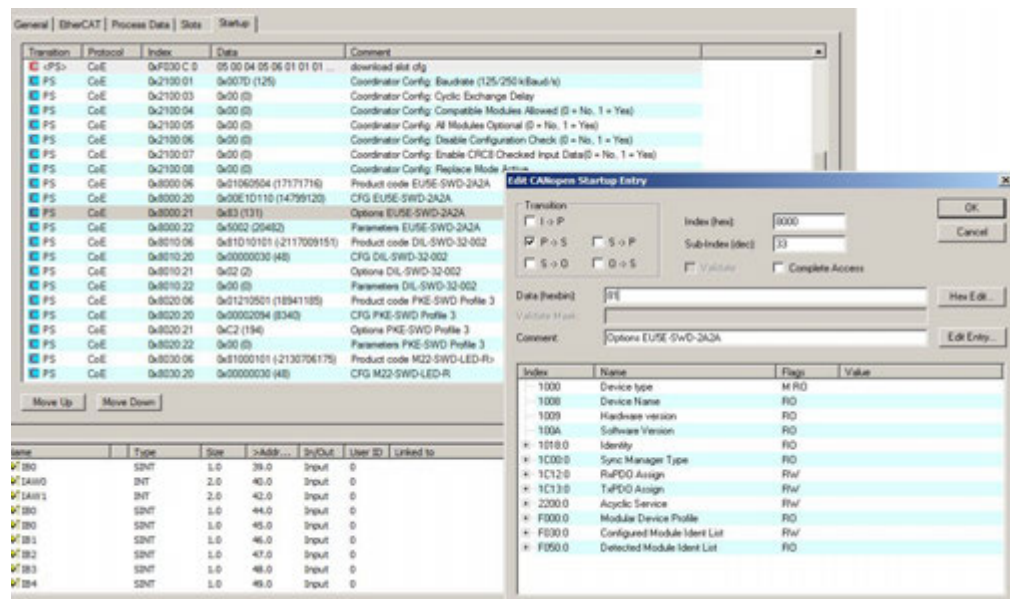 General | EtherCAT | Process Data | Slots | Startup
Transition Protocol Index Data Comment
<PS> CoE 0xF030 C 0 05 00 04 05 06 01 01 01 ... download slot cfg
PS CoE 0x2100:01 0x007D (125) Coordinator Config: Baudrate (125/250 kBaud/s)
PS CoE 0x2100:03 0x00 (0) Coordinator Config: Cyclic Exchange Delay
PS CoE 0x2100:04 0x00 (0) Coordinator Config: Compatible Modules Allowed (0 = No, 1 = Yes)
PS CoE 0x2100:05 0x00 (0) Coordinator Config: All Modules Optional (0 = No, 1 = Yes)
PS CoE 0x2100:06 0x00 (0) Coordinator Config: Disable Configuration Check (0 = No, 1 = Yes)
PS CoE 0x2100:07 0x00 (0) Coordinator Config: Enable CRC8 Checked Input Data(0 = No, 1 = Yes)
PS CoE 0x2100:08 0x00 (0) Coordinator Config: Replace Mode Active
PS CoE 0x8000:06 0x01060504 (17171716) Product code EU5E-SWD-2A2A
PS CoE 0x8000:20 0x00E1D110 (14799120) CFG EU5E-SWD-2A2A
PS CoE 0x8000:21 0x83 (131) Options EU5E-SWD-2A2A
PS CoE 0x8000:22 0x5002 (20482) Parameters EU5E-SWD-2A2A
PS CoE 0x8010:06 0x81D10101 (-2117009151) Product code DIL-SWD-32-002
PS CoE 0x8010:20 0x00000030 (48) CFG DIL-SWD-32-002
PS CoE 0x8010:21 0x02 (2) Options DIL-SWD-32-002
PS CoE 0x8010:22 0x00 (0) Parameters DIL-SWD-32-002
PS CoE 0x8020:06 0x01210501 (18941185) Product code PKE-SWD Profile 3
PS CoE 0x8020:20 0x00002094 (8340) CFG PKE-SWD Profile 3
PS CoE 0x8020:21 0xC2 (194) Options PKE-SWD Profile 3
PS CoE 0x8020:22 0x00 (0) Parameters PKE-SWD Profile 3
PS CoE 0x8030:06 0x81000101 (-2130706175) Product code M22-SWD-LED-R>
PS CoE 0x8030:20 0x00000030 (48) CFG M22-SWD-LED-R
Move Up Move Down
ame Type Size >Addr... In/Out User ID Linked to
IB0 SINT 1.0 39.0 Input 0
IAW0 INT 2.0 40.0 Input 0
IAW1 INT 2.0 42.0 Input 0
IB0 SINT 1.0 44.0 Input 0
IB0 SINT 1.0 45.0 Input 0
IB1 SINT 1.0 46.0 Input 0
IB2 SINT 1.0 47.0 Input 0
IB3 SINT 1.0 48.0 Input 0
IB4 SINT 1.0 49.0 Input 0
Edit CANopen Startup Entry
Transition
I -> P
P -> S S -> P
S -> O O -> S
Index (hex): 8000
Sub-Index (dec): 33
Validate Complete Access
OK
Cancel
Data (hexbin): 81 Hex Edit...
Validate Mask:
Comment: Options EU5E-SWD-2A2A Edit Entry...
Index Name Flags Value
1000 Device type M RO
1008 Device Name RO
1009 Hardware version RO
100A Software Version RO
1018:0 Identity RO
1C00:0 Sync Manager Type RO
1C12:0 RxPDO Assign RW
1C13:0 TxPDO Assign RW
2200:0 Acyclic Service RW
F000:0 Modular Device Profile RO
F030:0 Configured Module Ident List RW
F050:0 Detected Module Ident List RO